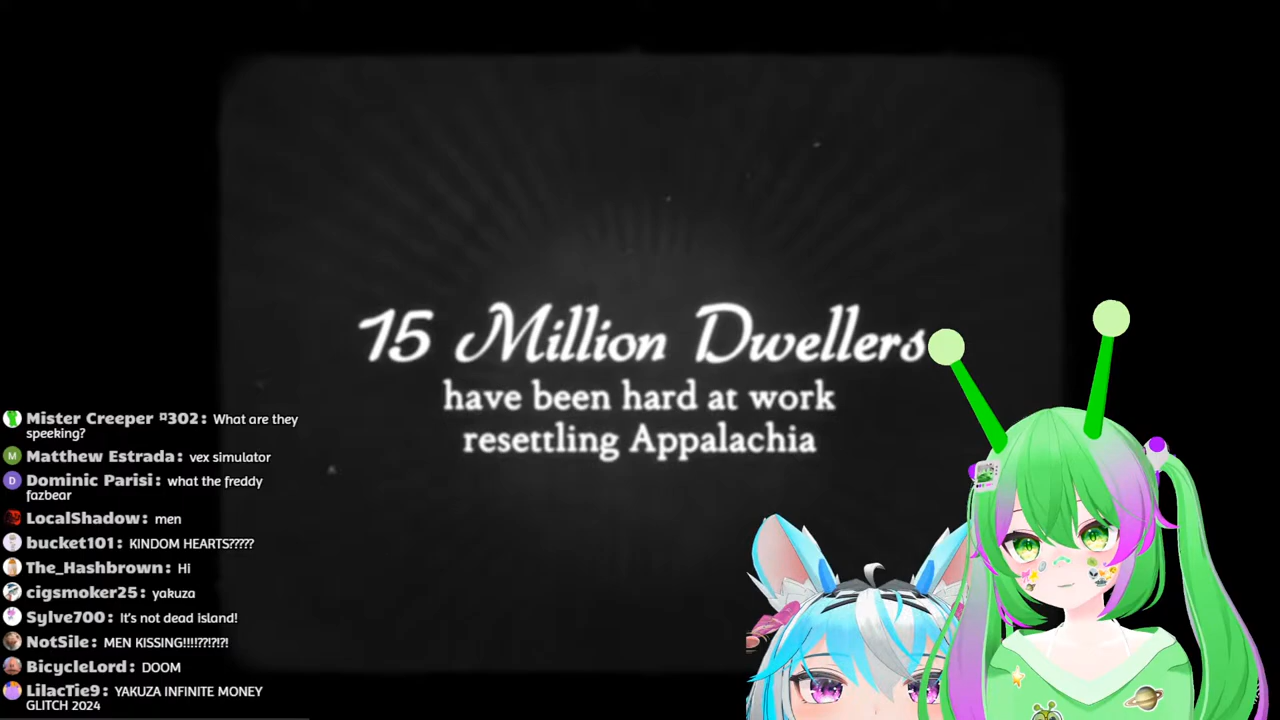 15 Million Dwellers
have been hard at work
resettling Appalachia
Mister Creeper ¤302: What are they
speeking?
Matthew Estrada: vex simulator
Dominic Parisi: what the freddy
fazbear
LocalShadow: men
bucket101: KINDOM HEARTS?????
The_Hashbrown: Hi
cigsmoker25: yakuza
Sylve700: It's not dead island!
NotSile: MEN KISSING!!!!??!?!?!
BicycleLord: DOOM
LilacTie9: YAKUZA INFINITE MONEY
GLITCH 2024